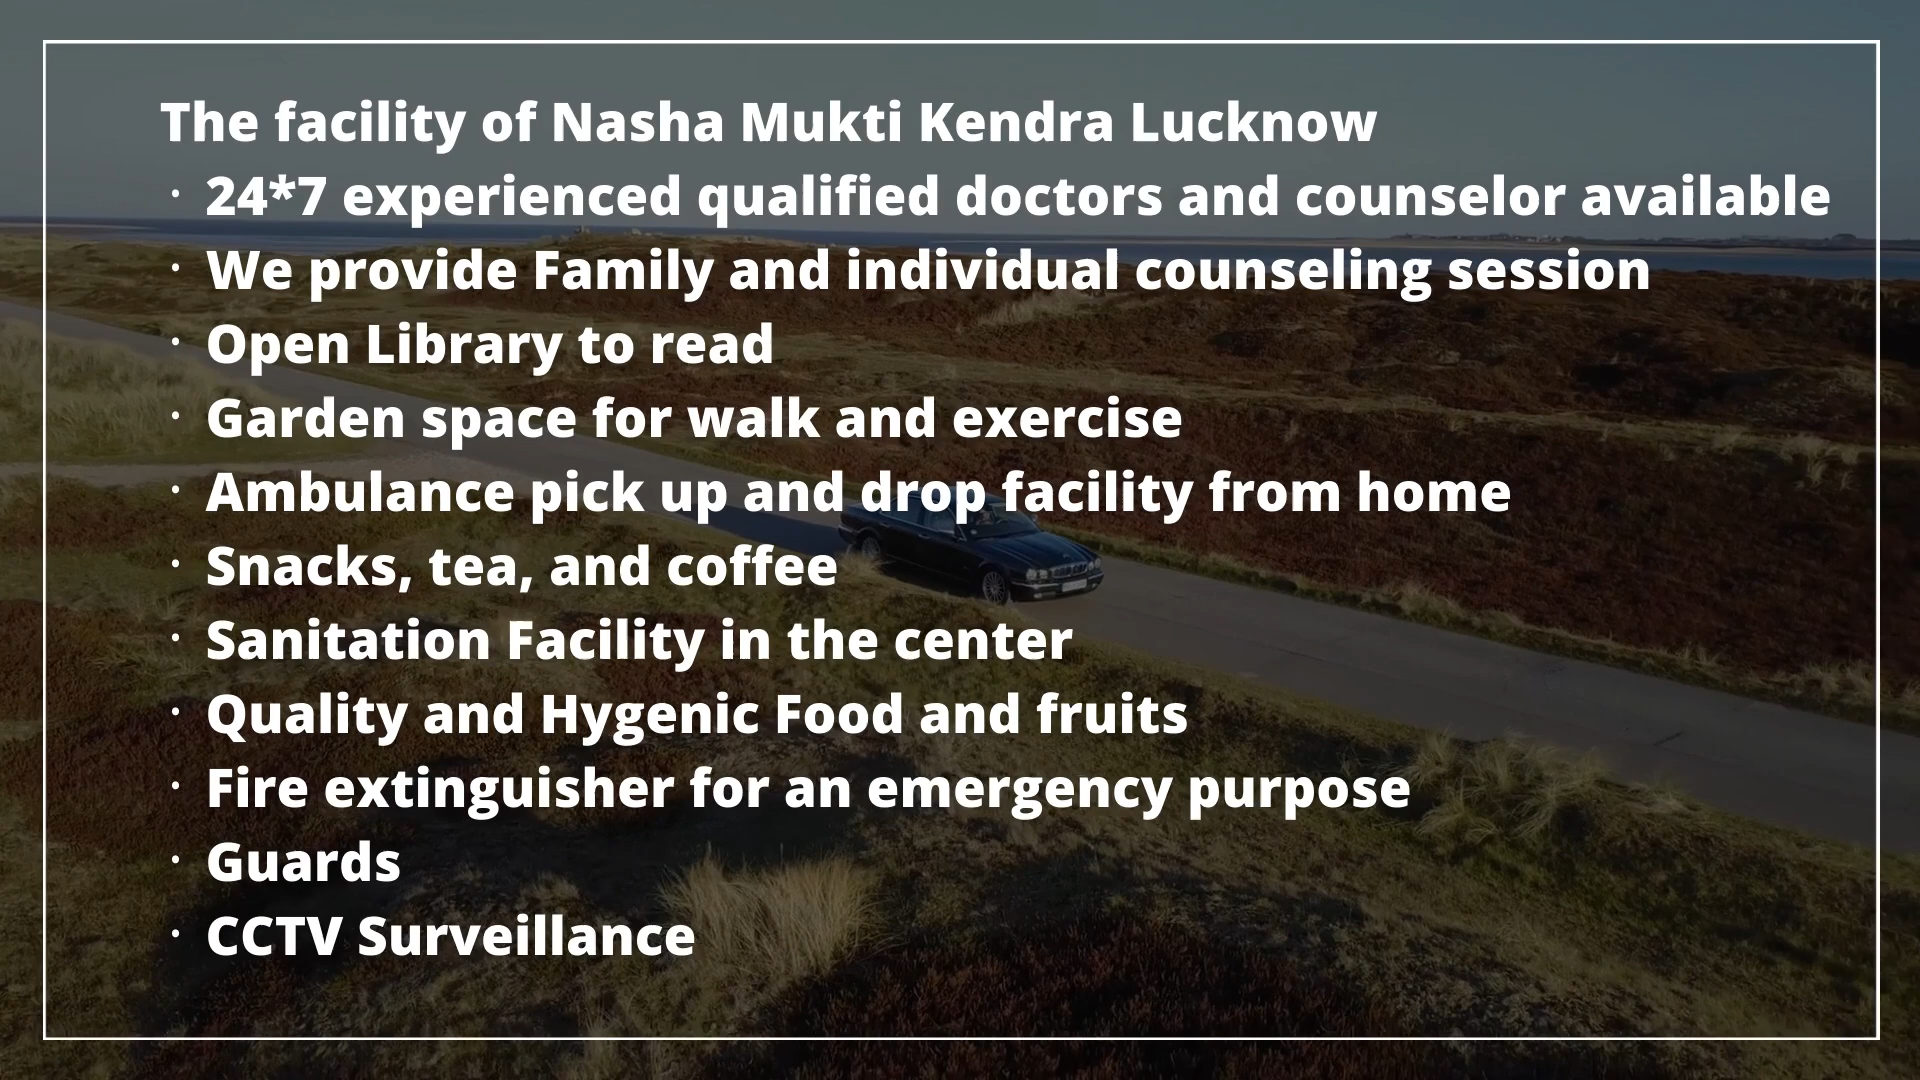 The facility of Nasha Mukti Kendra Lucknow
· 24*7 experienced qualified doctors and counselor available
· We provide Family and individual counseling session
· Open Library to read
· Garden space for walk and exercise
· Ambulance pick up and drop facility from home
· Snacks, tea, and coffee
· Sanitation Facility in the center
· Quality and Hygenic Food and fruits
· Fire extinguisher for an emergency purpose
· Guards
· CCTV Surveillance